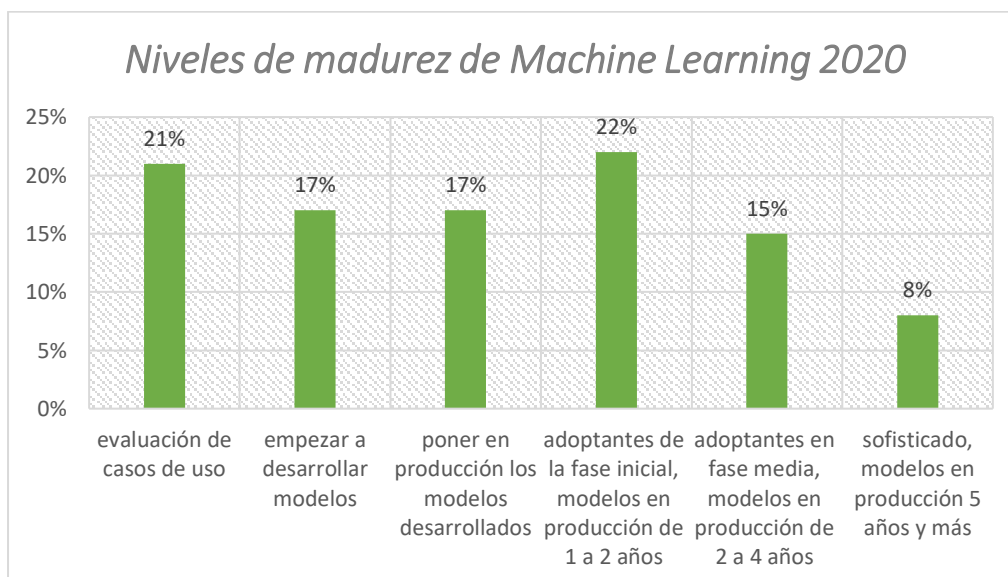 Niveles de madurez de Machine Learning 2020
25%
20%
15%
10%
5%
0%
21%
17%
17%
22%
15%
8%
evaluación de
casos de uso
empezar a
desarrollar
modelos
poner en
producción los
modelos
desarrollados
adoptantes de
la fase inicial,
modelos en
producción de
1 a 2 años
adoptantes en
fase media,
modelos en
producción de
2 a 4 años
sofisticado,
modelos en
producción 5
años y más